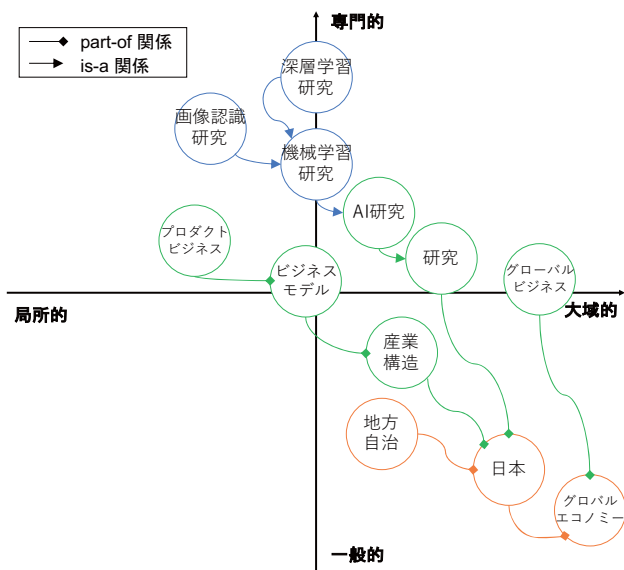 専門的
part-of 関係
is-a 関係
深層学習
研究
画像認識
研究
機械学習
研究
AI研究
プロダクト
ビジネス
研究
グローバル
ビジネス
ビジネス
モデル
局所的
大域的
産業
構造
地方
自治
日本
グロバル
エコノミー
一般的